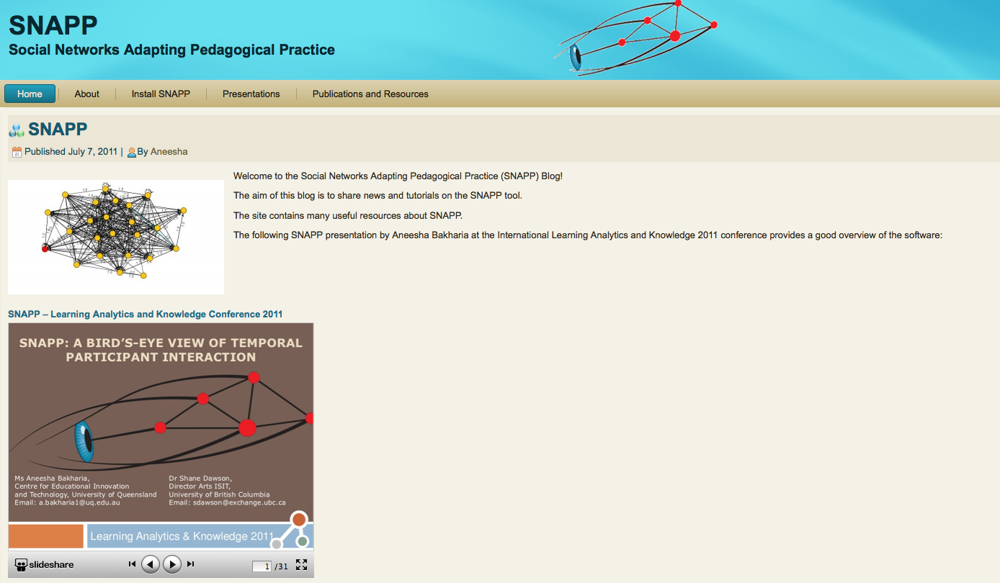 SNAPP
Social Networks Adapting Pedagogical Practice
Home
About
Install SNAPP
Presentations
Publications and Resources
SNAPP
Published July 7, 2011 | By Aneesha
Welcome to the Social Networks Adapting Pedagogical Practice (SNAPP) Blog!
The aim of this blog is to share news and tutorials on the SNAPP tool.
The site contains many useful resources about SNAPP.
The following SNAPP presentation by Aneesha Bakharia at the International Learning Analytics and Knowledge 2011 conference provides a good overview of the software:
SNAPP – Learning Analytics and Knowledge Conference 2011
SNAPP: A BIRD'S-EYE VIEW OF TEMPORAL
PARTICIPANT INTERACTION
Ms Aneesha Bakharia,
Centre for Educational Innovation
and Technology, University of Queensland
Email: a.bakharia1@uq.edu.au
Dr Shane Dawson,
Director Arts ISIT,
University of British Columbia
Email: sdawson@exchange.ubc.ca
Learning Analytics & Knowledge 2011
slideshare
1 /31